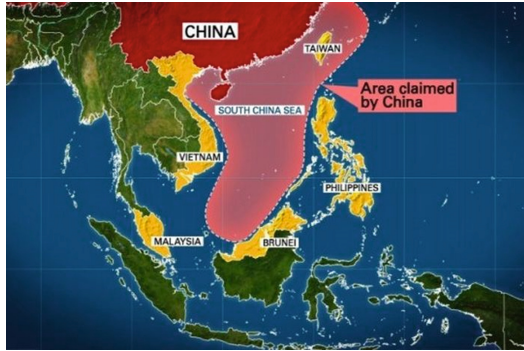 CHINA
TAIWAN
Area claimed
by China
SOUTH CHINA SEA
VIETNAM
PHILIPPINES
MALAYSIA
BRUNEI